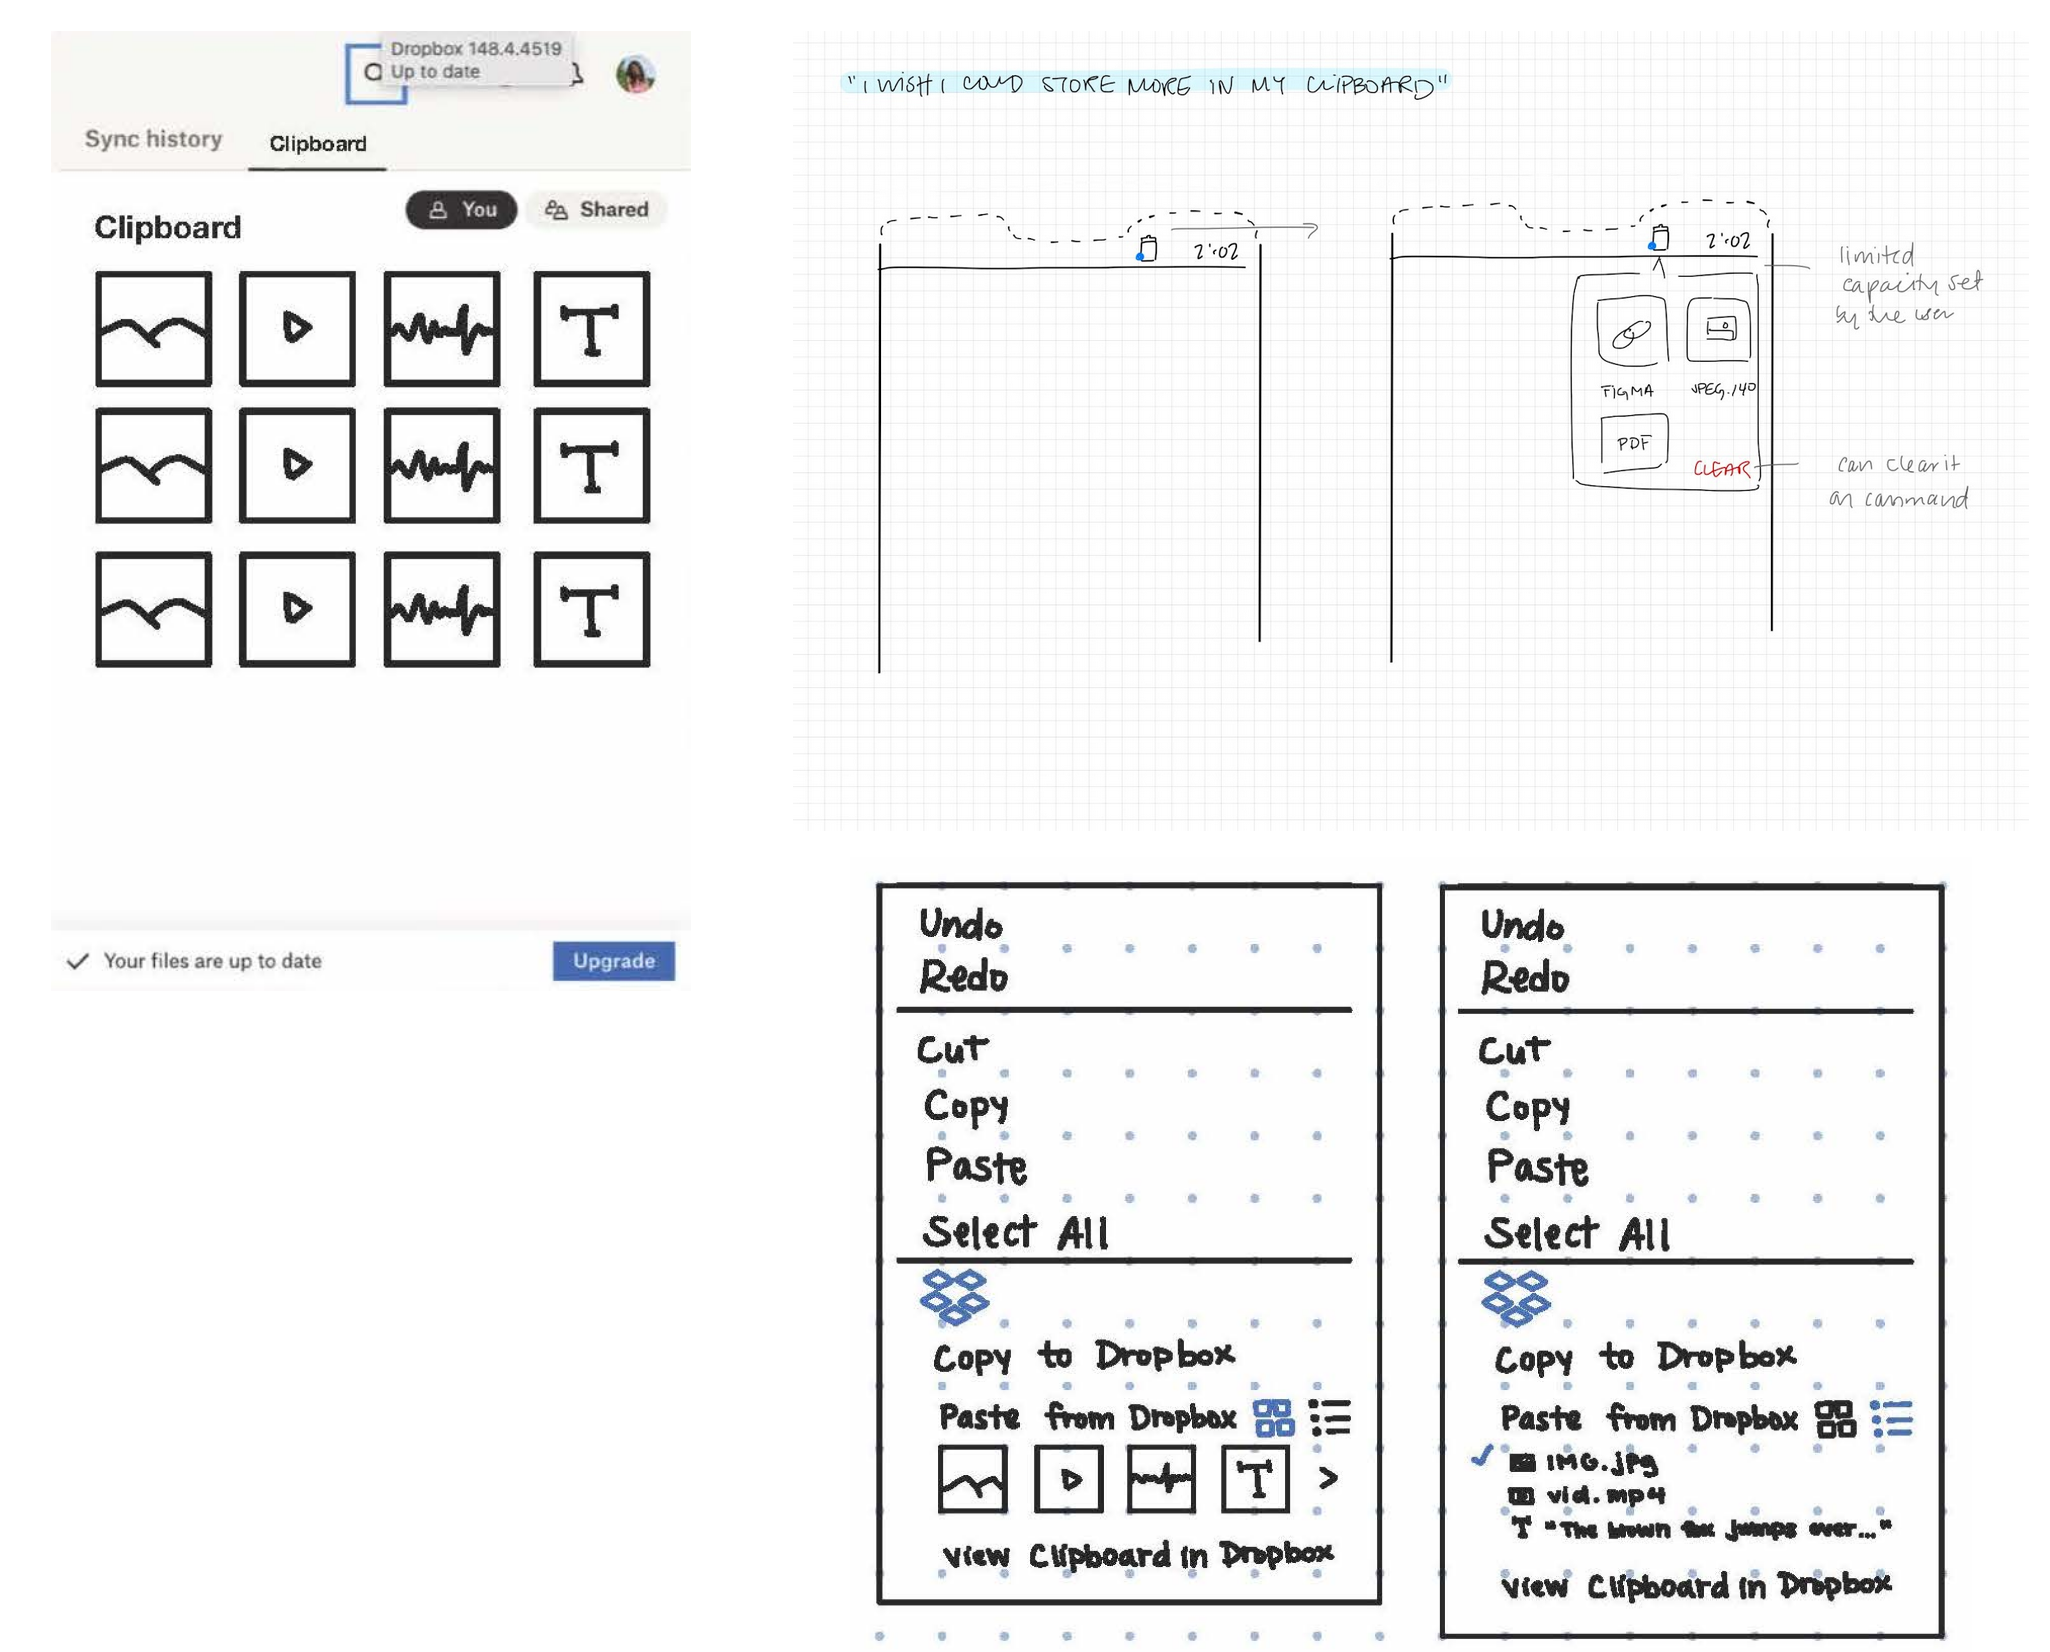 Dropbox 148.4.4519
Up to date
Sync history
Clipboard
Clipboard
You
Shared
T
T
T
Your files are up to date
Upgrade
"I WISH I COULD STORE MORE IN MY CLIPBOARD"
2:02
2:02
FIGMA
JPEG.140
PDF
CLEAR
limited
capacity set
by the user
can clear it
on command
Undo
Redo
Cut
Copy
Paste
Select All
Copy to Dropbox
Paste from Dropbox
T
View Clipboard in Dropbox
Undo
Redo
Cut
Copy
Paste
Select All
Copy to Dropbox
Paste from Dropbox
IMG.jpg
vid.mp4
T "The brown fox jumps over..."
View Clipboard in Dropbox